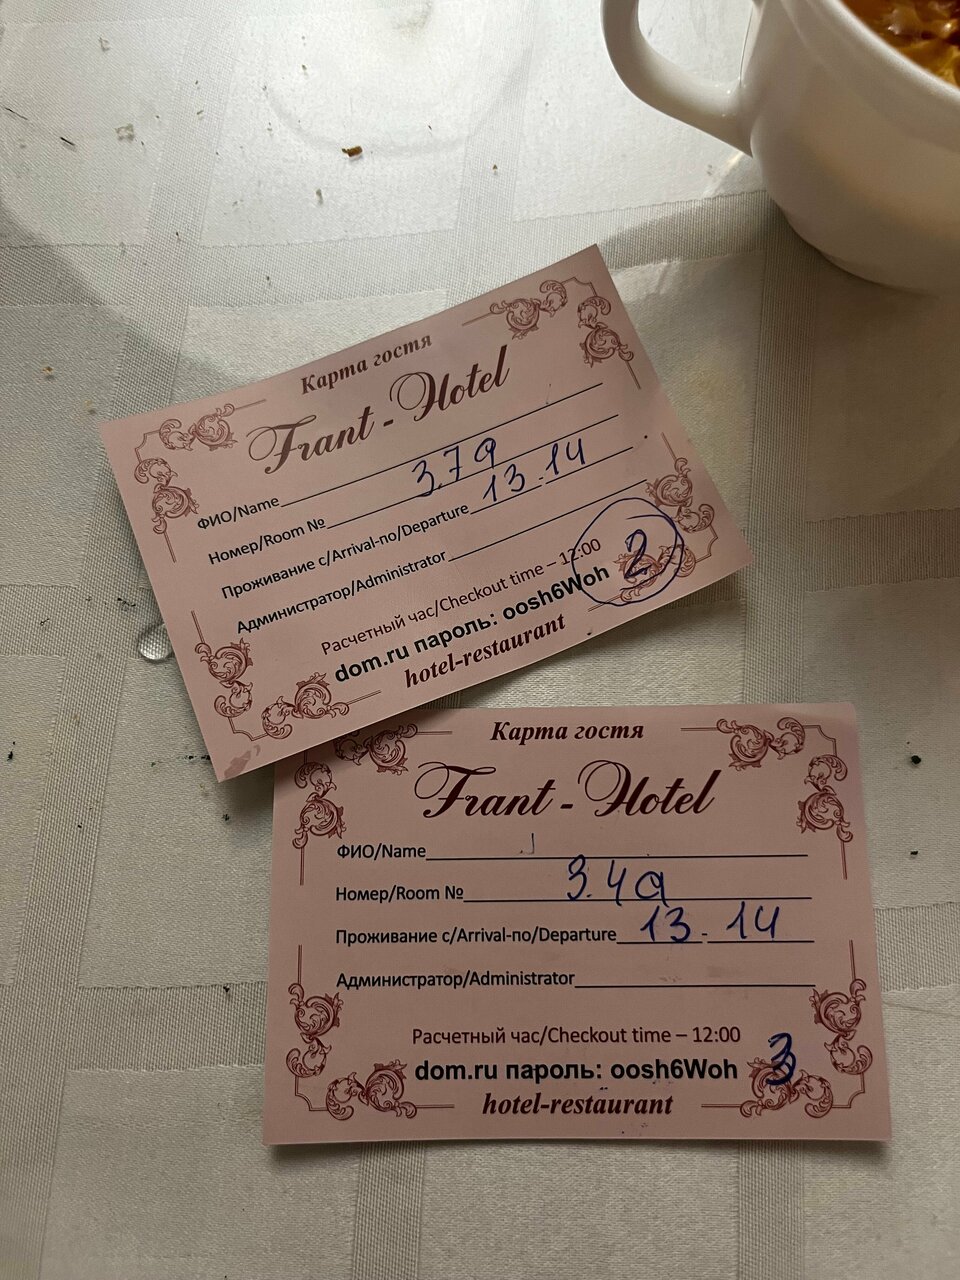 Карта гостя
Frant - Hotel
ФИО/Name
Номер/Room № 3.7а
Проживание с/Arrival-по/Departure 13.14
Администратор/Administrator
Расчетный час/Checkout time – 12:00
2
dom.ru пароль: oosh6Woh
hotel-restaurant
Карта гостя
Frant - Hotel
ФИО/Name
Номер/Room № 3.4а
Проживание с/Arrival-по/Departure 13. - 14
Администратор/Administrator
Расчетный час/Checkout time – 12:00
3
dom.ru пароль: oosh6Woh
hotel-restaurant